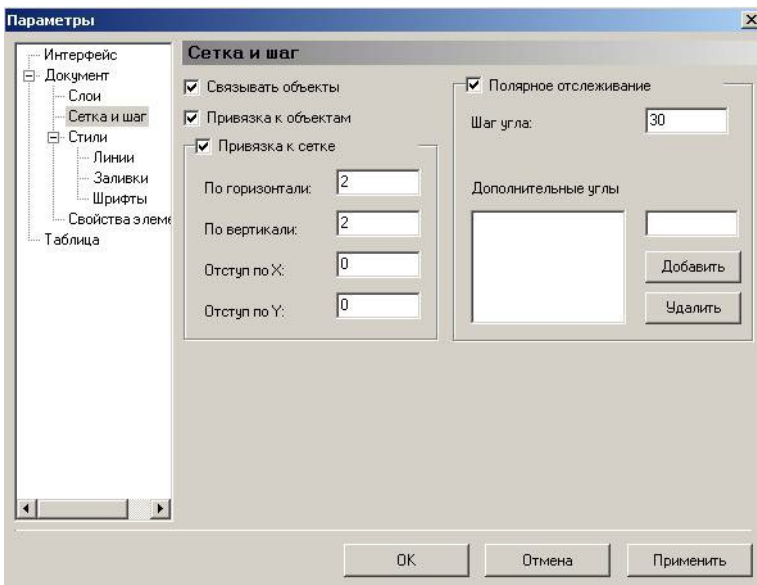 Параметры
Интерфейс
Документ
Слои
Сетка и шаг
Стили
Линии
Заливки
Шрифты
Свойства элеме
Таблица
Сетка и шаг
Связывать объекты
Привязка к объектам
Привязка к сетке
По горизонтали: 2
По вертикали: 2
Отступ по X: 0
Отступ по Y: 0
Полярное отслеживание
Шаг угла: 30
Дополнительные углы
Добавить
Удалить
OK Отмена Применить